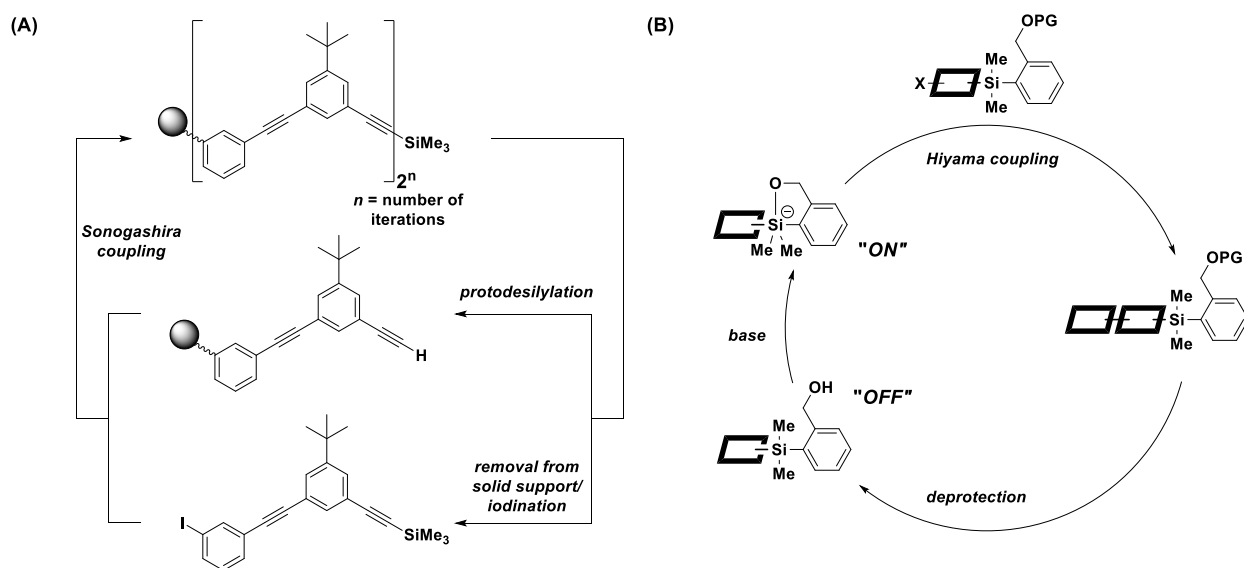 (A)
SiMe3
2n
n = number of
iterations
Sonogashira
coupling
protodesilylation
H
removal from
solid support/
iodination
I
SiMe3
(B)
OPG
Me
X
Si
Me
Hiyama coupling
O
Si
Me Me
"ON"
OPG
Me
Si
Me
base
OH
"OFF"
Me
Si
Me
deprotection